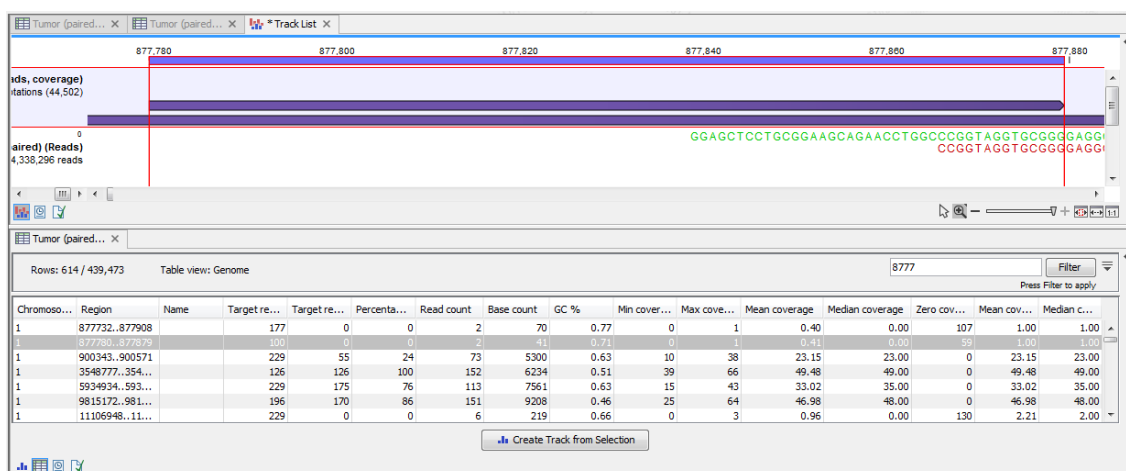 Tumor (paired... Tumor (paired... * Track List
877,780 877,800 877,820 877,840 877,860 877,880
ids, coverage)
tations (44,502)
0
GGAGCTCCTGCGGAAGCAGAACCTGGCCCGGTAGGTGCGGGGAGG
aired) (Reads)
CCGGTAGGTGCGGGGAGG
4,338,296 reads
1:1
Tumor (paired...
Rows: 614 / 439,473 Table view: Genome 8777 Filter
Press Filter to apply
Chromoso... Region Name Target re... Target re... Percenta... Read count Base count GC % Min cover... Max cove... Mean coverage Median coverage Zero cov... Mean cov... Median c...
1 877732..877908 177 0 0 2 70 0.77 0 1 0.40 0.00 107 1.00 1.00
1 877780..877879 100 0 0 2 41 0.71 0 1 0.41 0.00 59 1.00 1.00
1 900343..900571 229 55 24 73 5300 0.63 10 38 23.15 23.00 0 23.15 23.00
1 3548777..354... 126 126 100 152 6234 0.51 39 66 49.48 49.00 0 49.48 49.00
1 5934934..593... 229 175 76 113 7561 0.63 15 43 33.02 35.00 0 33.02 35.00
1 9815172..981... 196 170 86 151 9208 0.46 25 64 46.98 48.00 0 46.98 48.00
1 11106948..11... 229 0 0 6 219 0.66 0 3 0.96 0.00 130 2.21 2.00
Create Track from Selection